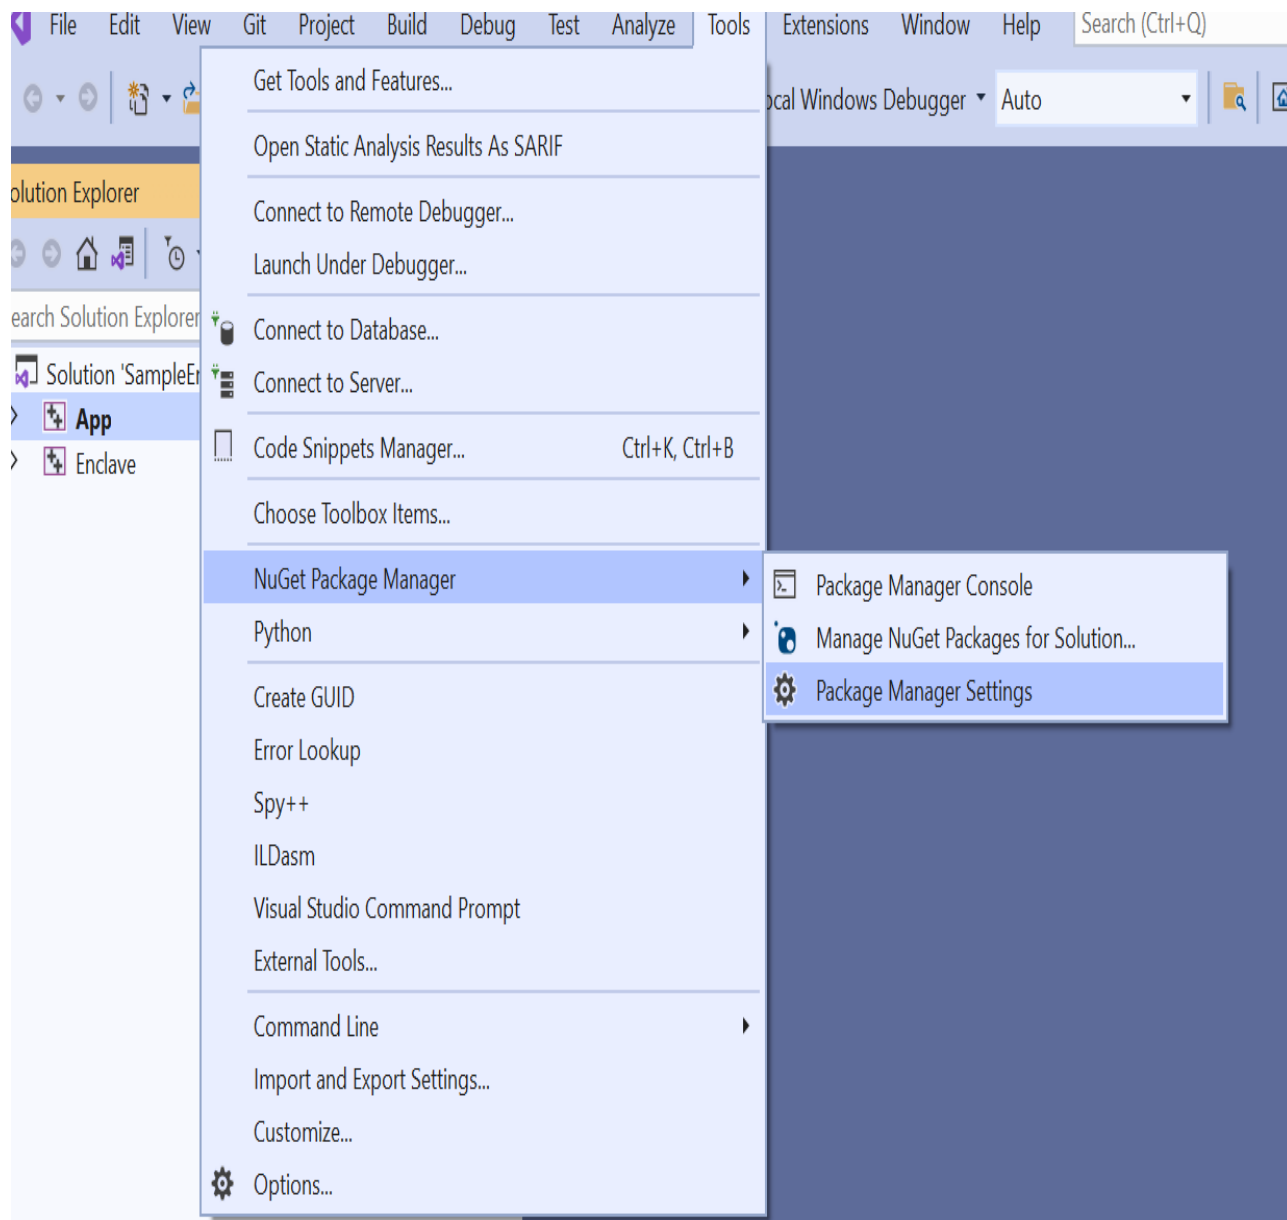 File Edit View Git Project Build Debug Test Analyze Tools Extensions Window Help Search (Ctrl+Q)
ocal Windows Debugger Auto
olution Explorer
earch Solution Explorer
Solution 'SampleEn
App
Enclave
Get Tools and Features...
Open Static Analysis Results As SARIF
Connect to Remote Debugger...
Launch Under Debugger...
Connect to Database...
Connect to Server...
Code Snippets Manager... Ctrl+K, Ctrl+B
Choose Toolbox Items...
NuGet Package Manager
Python
Create GUID
Error Lookup
Spy++
ILDasm
Visual Studio Command Prompt
External Tools...
Command Line
Import and Export Settings...
Customize...
Options...
Package Manager Console
Manage NuGet Packages for Solution...
Package Manager Settings